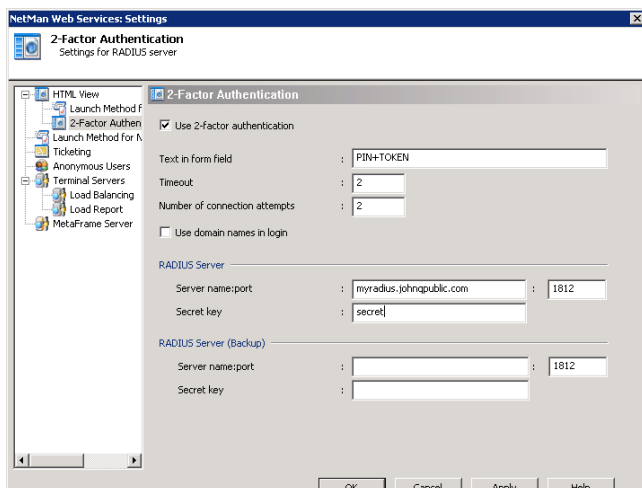 NetMan Web Services: Settings
2-Factor Authentication
Settings for RADIUS server
HTML View
Launch Method f
2-Factor Authen
Launch Method for N
Ticketing
Anonymous Users
Terminal Servers
Load Balancing
Load Report
MetaFrame Server
2-Factor Authentication
Use 2-factor authentication
Text in form field : PIN+TOKEN
Timeout : 2
Number of connection attempts : 2
Use domain names in login
RADIUS Server
Server name:port : myradius.johnqpublic.com : 1812
Secret key : secret
RADIUS Server (Backup)
Server name:port : : 1812
Secret key :
OK Cancel Apply Help